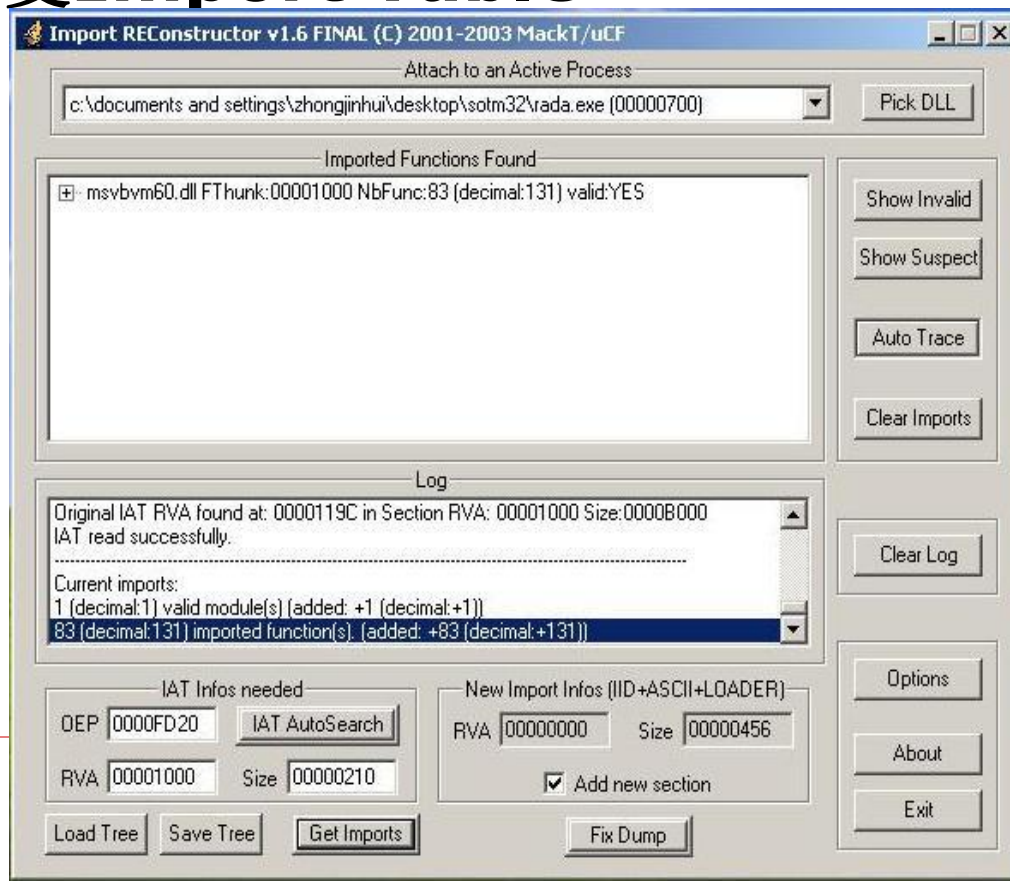 Import REConstructor v1.6 FINAL (C) 2001-2003 MackT/uCF
Attach to an Active Process
c:\documents and settings\zhongjinhui\desktop\sotm32\rada.exe (00000700)
Pick DLL
Imported Functions Found
msvbvm60.dll FThunk:00001000 NbFunc:83 (decimal:131) valid:YES
Show Invalid
Show Suspect
Auto Trace
Clear Imports
Log
Original IAT RVA found at: 0000119C in Section RVA: 00001000 Size:0000B000
IAT read successfully.
Current imports:
1 (decimal:1) valid module(s) (added: +1 (decimal:+1))
83 (decimal:131) imported function(s). (added: +83 (decimal:+131))
Clear Log
IAT Infos needed
OEP 0000FD20 IAT AutoSearch
RVA 00001000 Size 00000210
New Import Infos (IID+ASCII+LOADER)
RVA 00000000 Size 00000456
Add new section
Options
About
Exit
Load Tree Save Tree Get Imports Fix Dump